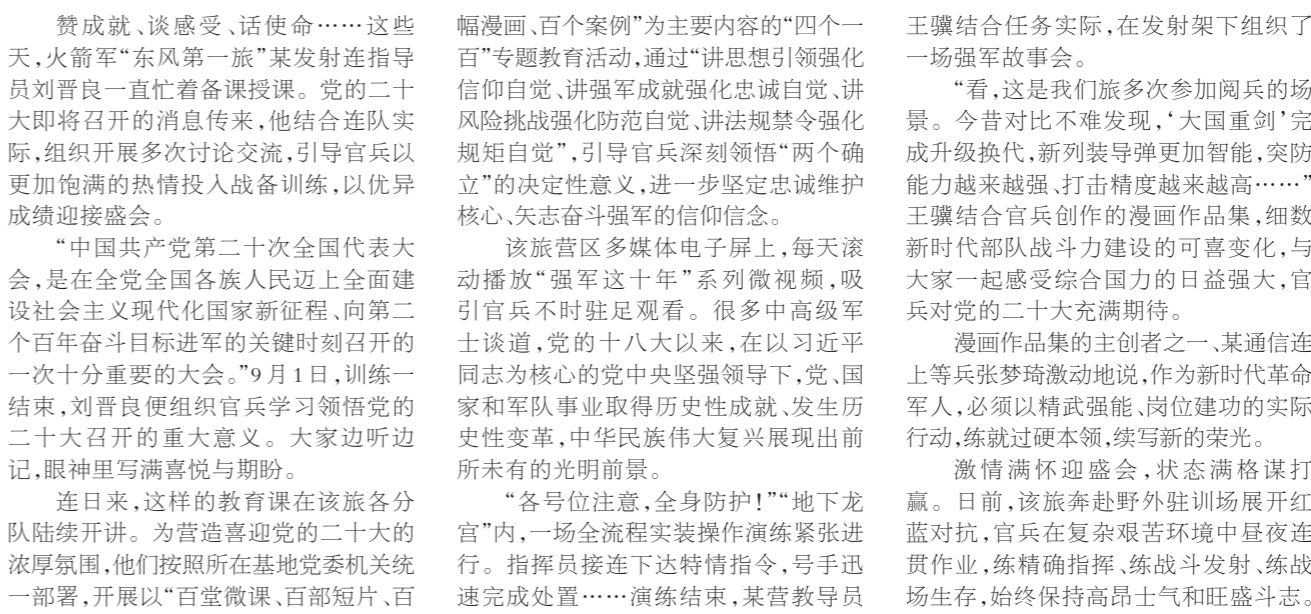 赞成就、谈感受、话使命……这些
天,火箭军“东风第一旅”某发射连指导
员刘晋良一直忙着备课授课。党的二十
大即将召开的消息传来,他结合连队实
际,组织开展多次讨论交流,引导官兵以
更加饱满的热情投入战备训练,以优异
成绩迎接盛会。
“中国共产党第二十次全国代表大
会,是在全党全国各族人民迈上全面建
设社会主义现代化国家新征程、向第二
个百年奋斗目标进军的关键时刻召开的
一次十分重要的大会。”9月1日,训练一
结束,刘晋良便组织官兵学习领悟党的
二十大召开的重大意义。大家边听边
记,眼神里写满喜悦与期盼。
连日来,这样的教育课在该旅各分
队陆续开讲。为营造喜迎党的二十大的
浓厚氛围,他们按照所在基地党委机关统
一部署,开展以“百堂微课、百部短片、百
幅漫画、百个案例”为主要内容的“四个一
百”专题教育活动,通过“讲思想引领强化
信仰自觉、讲强军成就强化忠诚自觉、讲
风险挑战强化防范自觉、讲法规禁令强化
规矩自觉”,引导官兵深刻领悟“两个确
立”的决定性意义,进一步坚定忠诚维护
核心、矢志奋斗强军的信仰信念。
该旅营区多媒体电子屏上,每天滚
动播放“强军这十年”系列微视频,吸
引官兵不时驻足观看。很多中高级军
士谈道,党的十八大以来,在以习近平
同志为核心的党中央坚强领导下,党、国
家和军队事业取得历史性成就、发生历
史性变革,中华民族伟大复兴展现出前
所未有的光明前景。
“各号位注意,全身防护!”“地下龙
宫”内,一场全流程实装操作演练紧张进
行。指挥员接连下达特情指令,号手迅
速完成处置……演练结束,某营教导员
王骥结合任务实际,在发射架下组织了
一场强军故事会。
“看,这是我们旅多次参加阅兵的场
景。今昔对比不难发现,‘大国重剑’完
成升级换代,新列装导弹更加智能,突防
能力越来越强、打击精度越来越高……”
王骥结合官兵创作的漫画作品集,细数
新时代部队战斗力建设的可喜变化,与
大家一起感受综合国力的日益强大,官
兵对党的二十大充满期待。
漫画作品集的主创者之一、某通信连
上等兵张梦琦激动地说,作为新时代革命
军人,必须以精武强能、岗位建功的实际
行动,练就过硬本领,续写新的荣光。
激情满怀迎盛会,状态满格谋打
赢。日前,该旅奔赴野外驻训场展开红
蓝对抗,官兵在复杂艰苦环境中昼夜连
贯作业,练精确指挥、练战斗发射、练战
场生存,始终保持高昂士气和旺盛斗志。